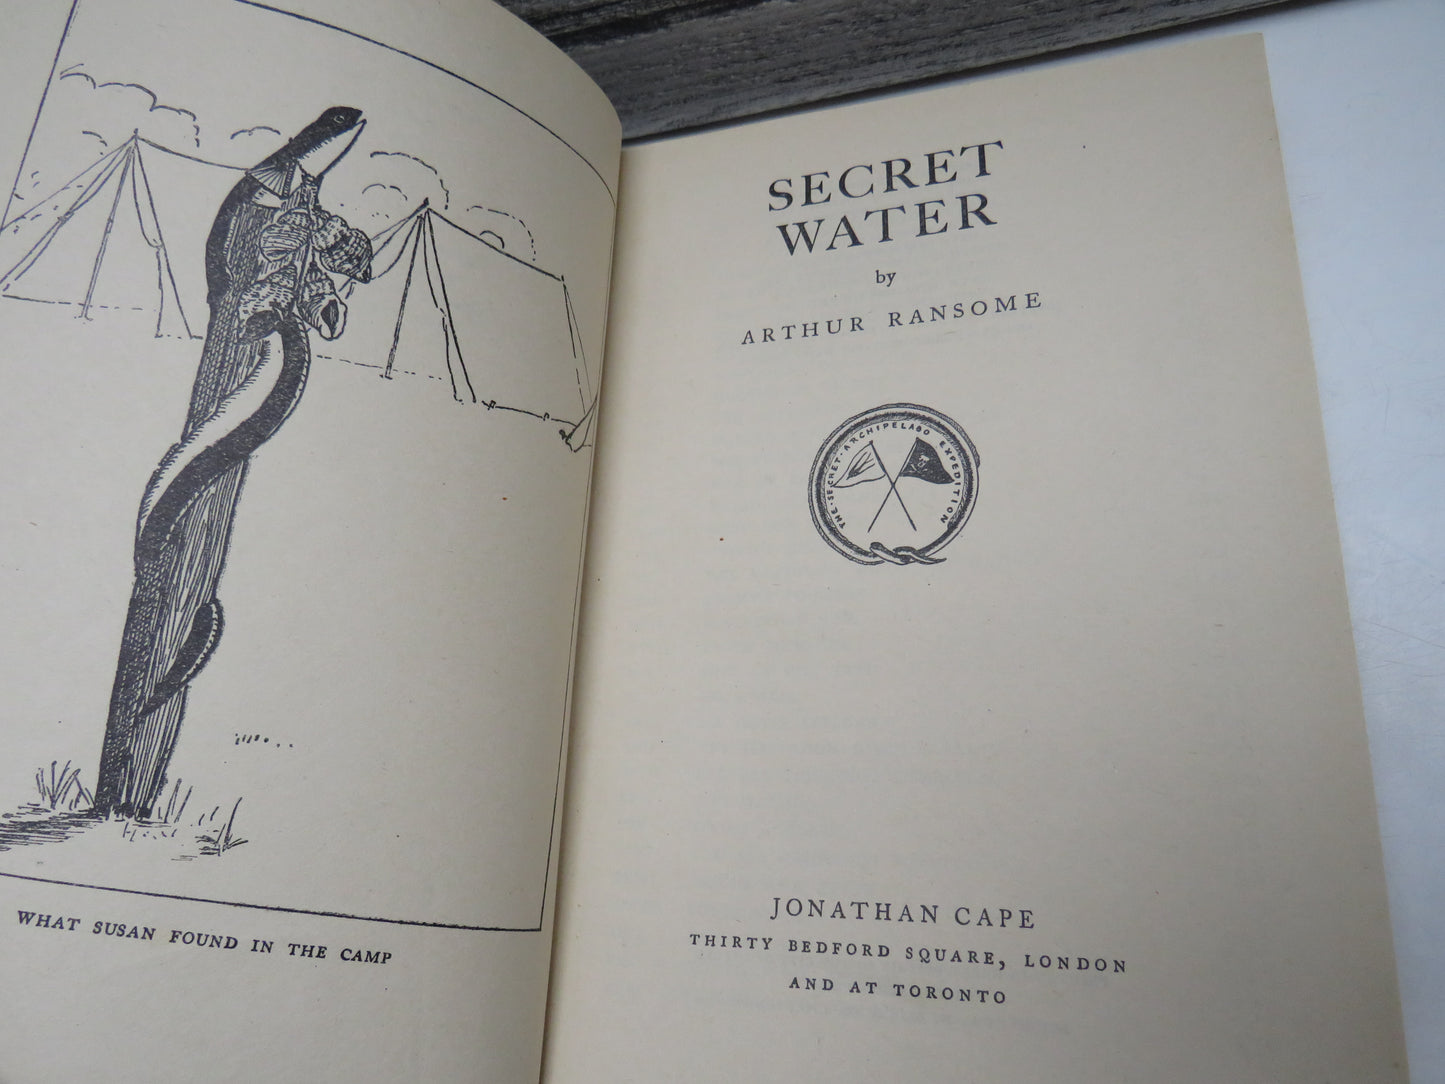 WHAT SUSAN FOUND IN THE CAMP
SECRET
WATER
by
ARTHUR RANSOME
THE · SECRET · ARCHIPELAGO EXPEDITION
JONATHAN CAPE
THIRTY BEDFORD SQUARE, LONDON
AND AT TORONTO